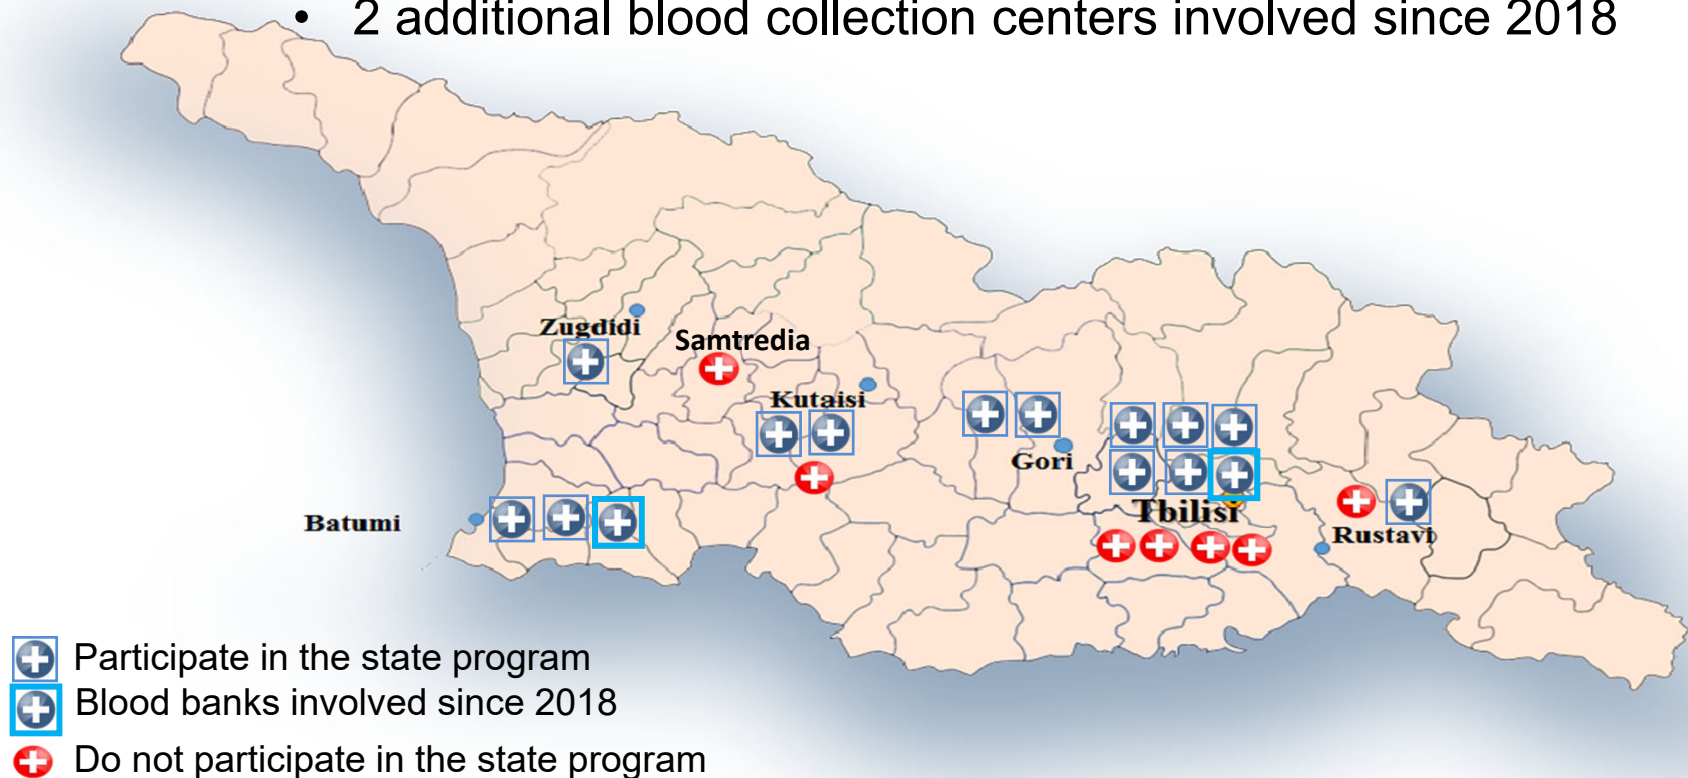 • 2 additional blood collection centers involved since 2018
Zugdidi
Samtredia
Kutaisi
Gori
Tbilisi
Batumi
Rustavi
Participate in the state program
Blood banks involved since 2018
Do not participate in the state program